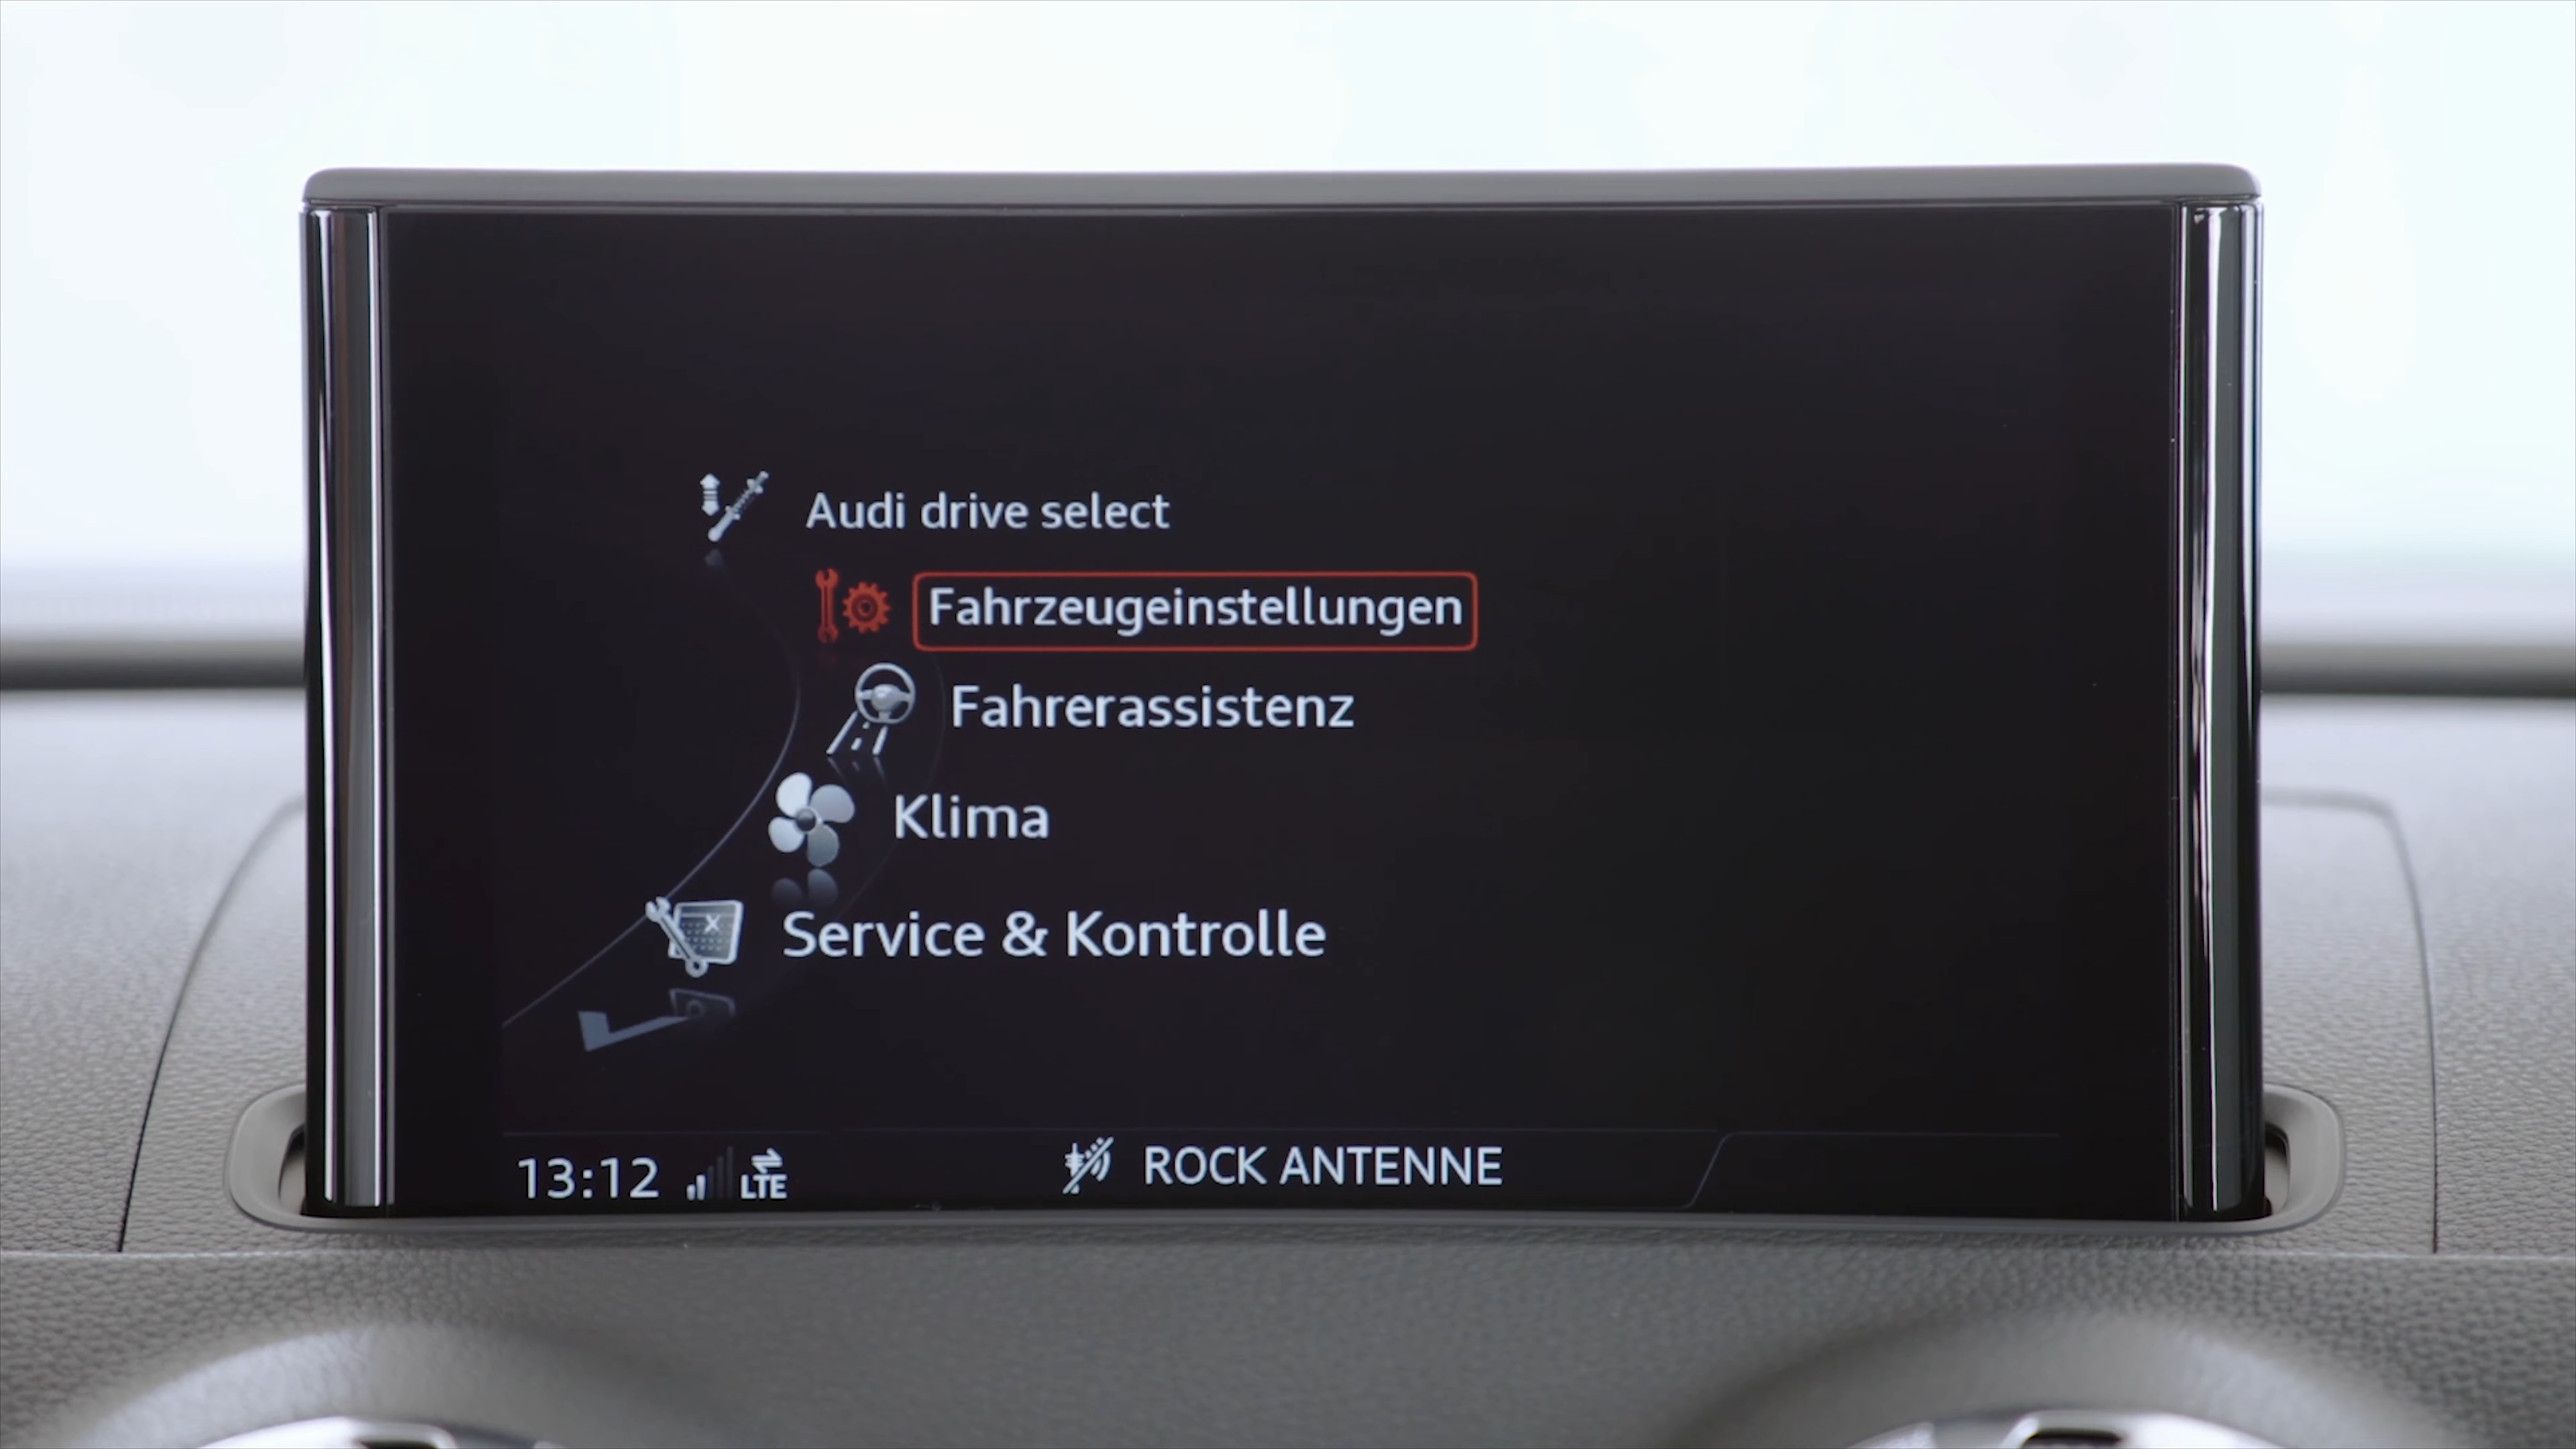 Audi drive select
Fahrzeugeinstellungen
Fahrerassistenz
Klima
Service & Kontrolle
13:12 LTE ROCK ANTENNE